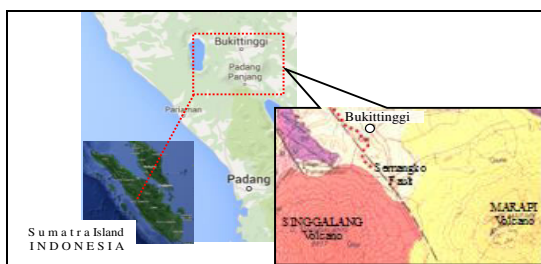 Bukittinggi
Padang
Panjang
Pariaman
Padang
Sumatra Island
INDONESIA
Bukittinggi
Semangko
Fault
SINGGALANG
Volcano
MARAPI
Volcano